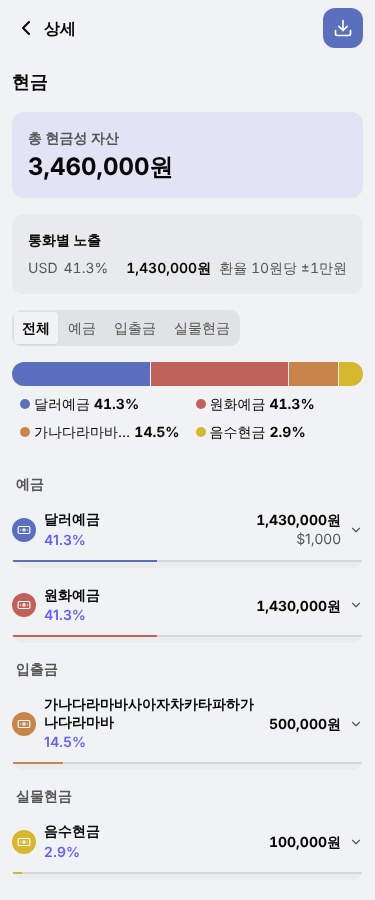 상세
현금
총 현금성 자산
3,460,000원
통화별 노출
USD 41.3% 1,430,000원 환율 10원당 ±1만원
전체 예금 입출금 실물현금
달러예금 41.3% 원화예금 41.3%
가나다라마바... 14.5% 음수현금 2.9%
예금
달러예금 1,430,000원
41.3% $1,000
원화예금
41.3% 1,430,000원
입출금
가나다라마바사아자차카타파하가
나다라마바 500,000원
14.5%
실물현금
음수현금 100,000원
2.9%